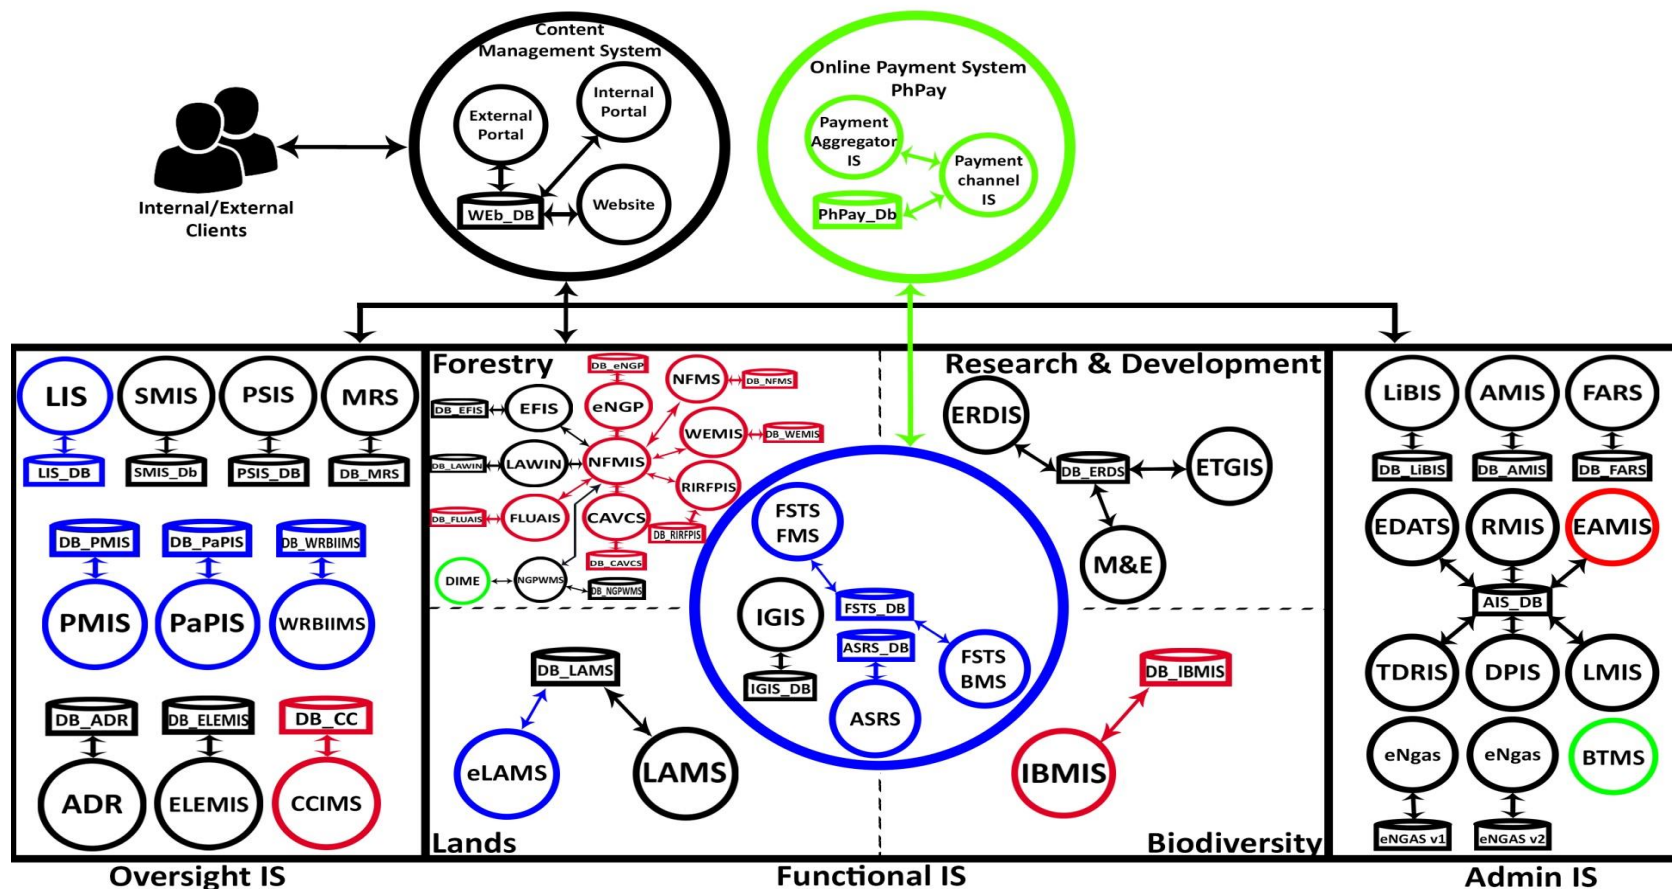 Content
Management System
External
Portal
Internal
Portal
WEb_DB
Website
Internal/External
Clients
Online Payment System
PhPay
Payment
Aggregator
IS
Payment
channel
IS
PhPay_Db
LIS
SMIS
PSIS
MRS
LIS_DB
SMIS_Db
PSIS_DB
DB_MRS
DB_PMIS
DB_PaPIS
DB_WRBIIMS
PMIS
PaPIS
WRBIIMS
DB_ADR
DB_ELEMIS
DB_CC
ADR
ELEMIS
CCIMS
Oversight IS
Forestry
DB_eNGP
NFMS
DB_NFMS
DB_EFIS
EFIS
eNGP
WEMIS
DB_WEMIS
DB_LAWIN
LAWIN
NFMIS
RIRFPIS
DB_FLUAIS
FLUAIS
CAVCS
DB_RIRFPIS
DB_CAVCS
DIME
NGPWMS
DB_NGPWMS
Research & Development
ERDIS
DB_ERDS
ETGIS
M&E
FSTS
FMS
IGIS
FSTS_DB
ASRS_DB
IGIS_DB
FSTS
BMS
ASRS
DB_LAMS
eLAMS
LAMS
Lands
DB_IBMIS
IBMIS
Biodiversity
Functional IS
LiBIS
AMIS
FARS
DB_LiBIS
DB_AMIS
DB_FARS
EDATS
RMIS
EAMIS
AIS_DB
TDRIS
DPIS
LMIS
eNgas
eNgas
BTMS
eNGAS v1
eNGAS v2
Admin IS